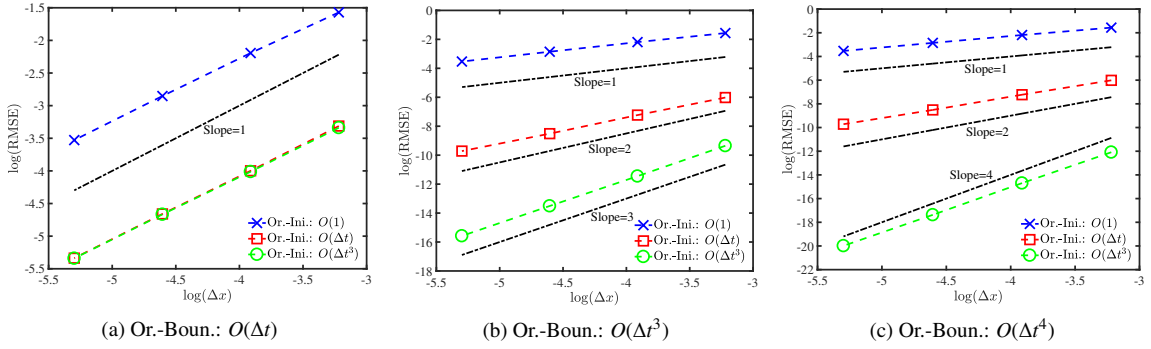 -1.5
-2
-2.5
-3
-3.5
-4
-4.5
-5
-5.5
log(RMSE)
Slope=1
Or.-Ini.: O(1)
Or.-Ini.: O(Δt)
Or.-Ini.: O(Δt³)
-5.5 -5 -4.5 -4 -3.5 -3
log(Δx)
(a) Or.-Boun.: O(Δt)
0
-2
-4
-6
-8
-10
-12
-14
-16
-18
log(RMSE)
Slope=1
Slope=2
Slope=3
Or.-Ini.: O(1)
Or.-Ini.: O(Δt)
Or.-Ini.: O(Δt³)
-5.5 -5 -4.5 -4 -3.5 -3
log(Δx)
(b) Or.-Boun.: O(Δt³)
0
-2
-4
-6
-8
-10
-12
-14
-16
-18
-20
-22
log(RMSE)
Slope=1
Slope=2
Slope=4
Or.-Ini.: O(1)
Or.-Ini.: O(Δt)
Or.-Ini.: O(Δt³)
-5.5 -5 -4.5 -4 -3.5 -3
log(Δx)
(c) Or.-Boun.: O(Δt⁴)